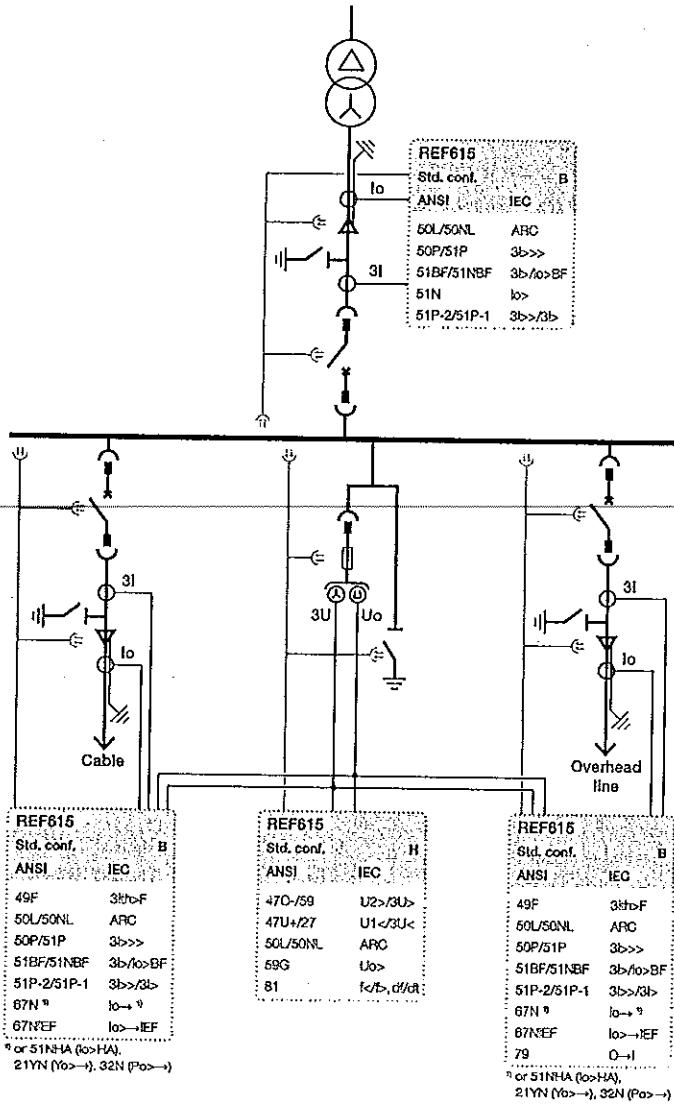 REF615
Std. conf. B
ANSI IEC
50L/50NL ARC
50P/51P 3I>>>
51BF/51NBF 3I>/Io>BF
51N Io>
51P-2/51P-1 3I>>/3I>
Io
3I
3I
Io
Cable
3U Uo
3I
Io
Overhead
line
REF615
Std. conf. B
ANSI IEC
49F 3Ith>F
50L/50NL ARC
50P/51P 3I>>>
51BF/51NBF 3I>/Io>BF
51P-2/51P-1 3I>>/3I>
67N ¹⁾ Io→ ¹⁾
67NIEF Io>→IEF
¹⁾ or 51NHA (Io>HA),
21YN (Yo>→), 32N (Po>→)
REF615
Std. conf. H
ANSI IEC
47O-/59 U2>/3U>
47U+/27 U1</3U<
50L/50NL ARC
59G Uo>
81 f</f>, df/dt
REF615
Std. conf. B
ANSI IEC
49F 3Ith>F
50L/50NL ARC
50P/51P 3I>>>
51BF/51NBF 3I>/Io>BF
51P-2/51P-1 3I>>/3I>
67N ¹⁾ Io→ ¹⁾
67NIEF Io>→IEF
79 O→I
¹⁾ or 51NHA (Io>HA),
21YN (Yo>→), 32N (Po>→)